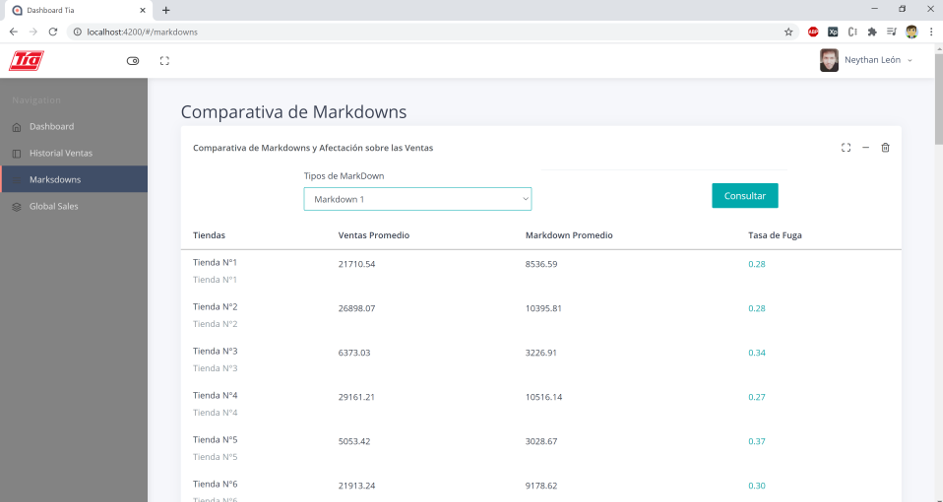 Dashboard Tia
localhost:4200/#/markdowns
ABP
Xp
Tía
Neythan León
Navigation
Dashboard
Historial Ventas
Marksdowns
Global Sales
Comparativa de Markdowns
Comparativa de Markdowns y Afectación sobre las Ventas
Tipos de MarkDown
Markdown 1
Consultar
Tiendas Ventas Promedio Markdown Promedio Tasa de Fuga
Tienda N°1 21710.54 8536.59 0.28
Tienda N°1
Tienda N°2 26898.07 10395.81 0.28
Tienda N°2
Tienda N°3 6373.03 3226.91 0.34
Tienda N°3
Tienda N°4 29161.21 10516.14 0.27
Tienda N°4
Tienda N°5 5053.42 3028.67 0.37
Tienda N°5
Tienda N°6 21913.24 9178.62 0.30
Tienda N°6